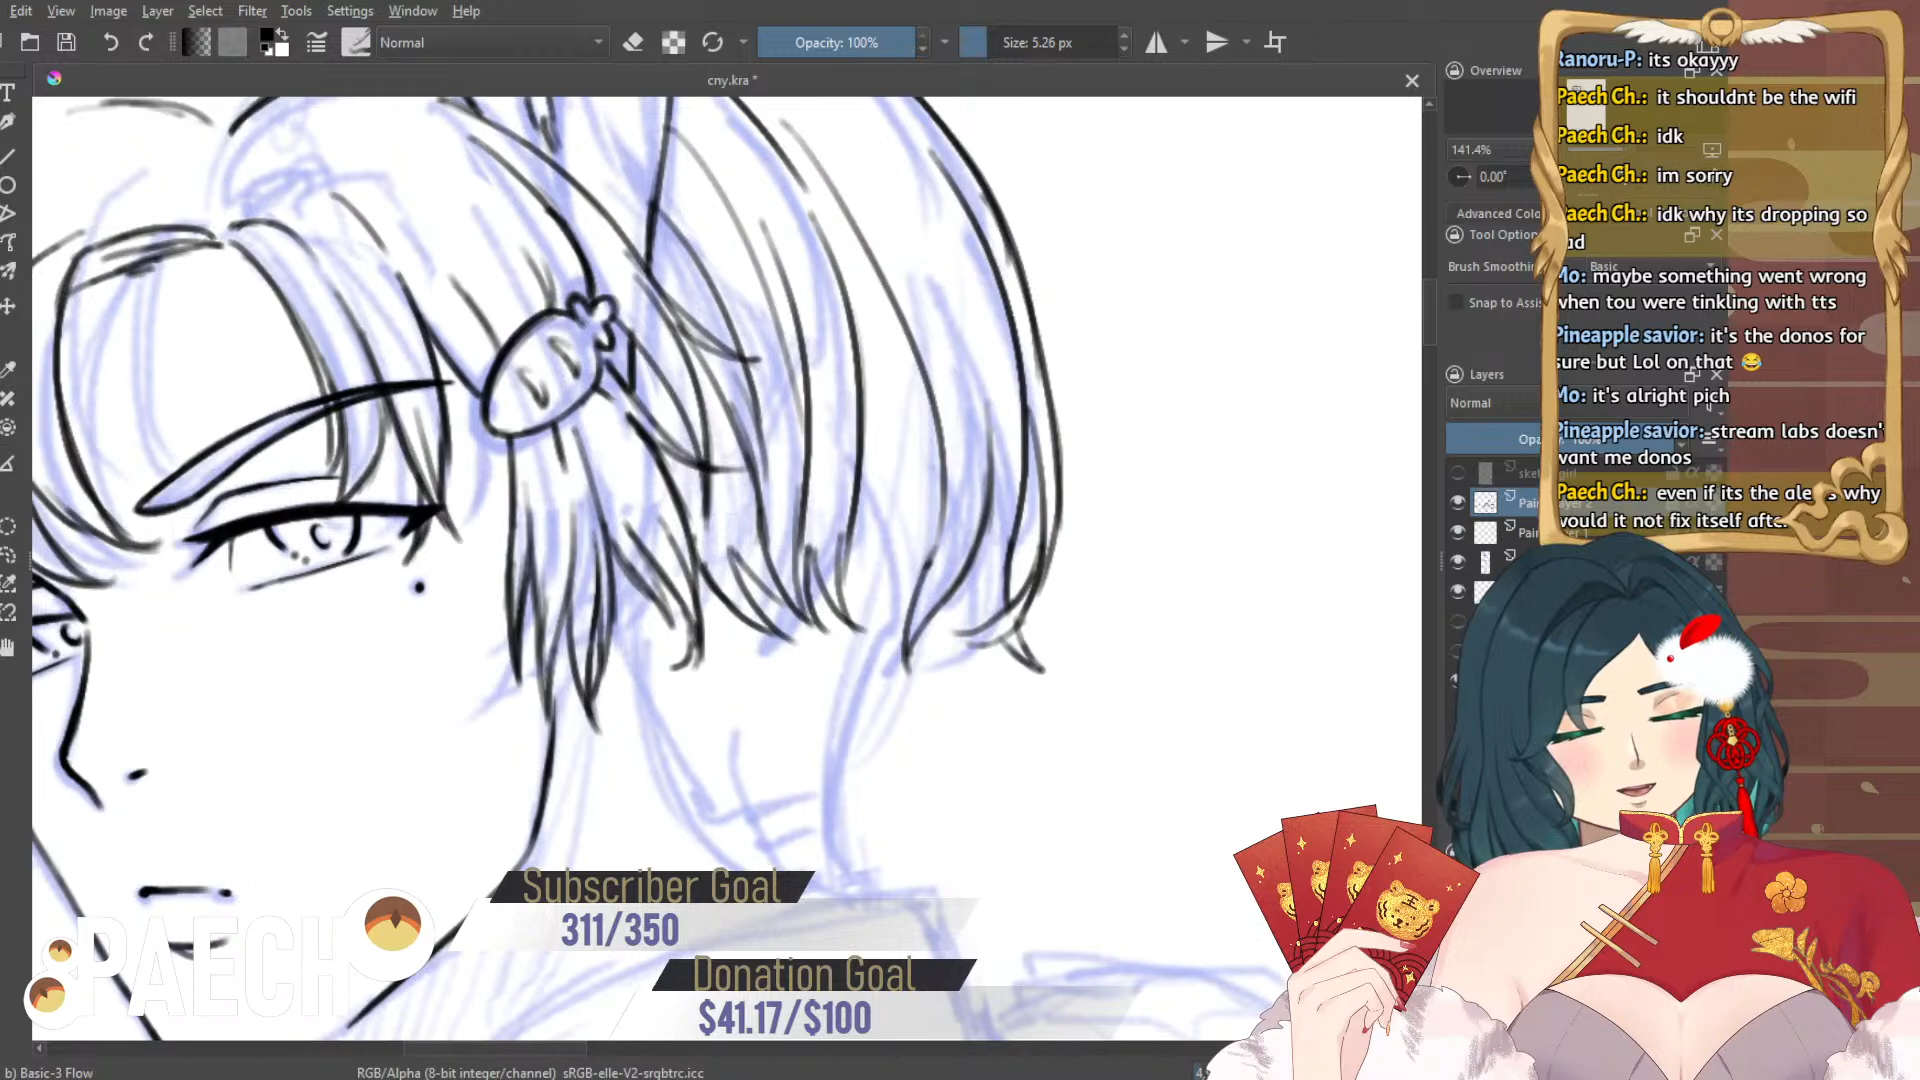 Edit View Image Layer Select Filter Tools Settings Window Help
Normal
Opacity: 100%
Size: 5.26 px
cny.kra *
Overview
141.4%
0.00°
Advanced Colo
Tool Option
Brush Smoothin
Basic
Snap to Assis
Layers
Normal
Ranoru-P: its okayyy
Paech Ch.: it shouldnt be the wifi
Paech Ch.: idk
Paech Ch.: im sorry
Paech Ch.: idk why its dropping so
Mo: maybe something went wrong
when tou were tinkling with tts
Pineapple savior: it's the donos for
sure but Lol on that 😂
Mo: it's alright pich
Pineapple savior: stream labs doesn'
want me donos
Paech Ch.: even if its the ale s why
would it not fix itself afte
Subscriber Goal
311/350
Donation Goal
$41.17/$100
PAECH
b) Basic-3 Flow
RGB/Alpha (8-bit integer/channel) sRGB-elle-V2-srgbtrc.icc